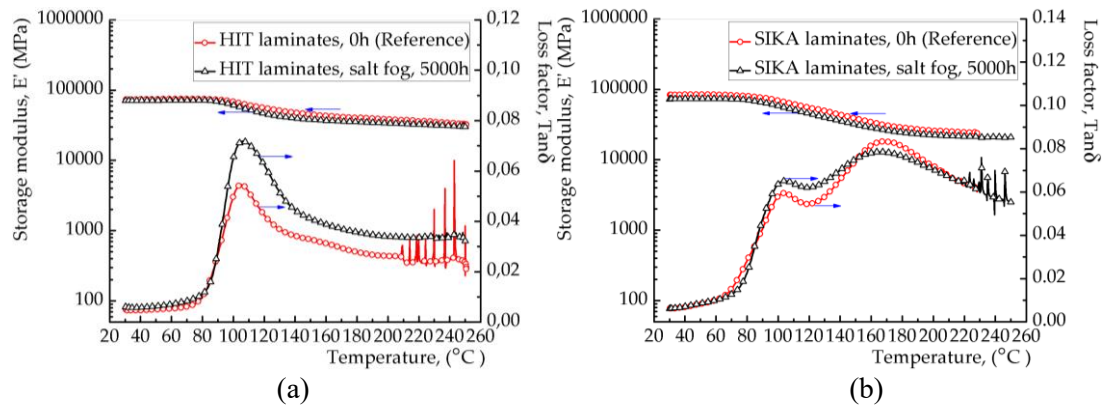 Storage modulus, E' (MPa)
1000000
100000
10000
1000
100
HIT laminates, 0h (Reference)
HIT laminates, salt fog, 5000h
0,12
0,10
0,08
0,06
0,04
0,02
0,00
Loss factor, Tanδ
20 40 60 80 100 120 140 160 180 200 220 240 260
Temperature, (°C)
(a)
Storage modulus, E' (MPa)
1000000
100000
10000
1000
100
SIKA laminates, 0h (Reference)
SIKA laminates, salt fog, 5000h
0.14
0.12
0.10
0.08
0.06
0.04
0.02
0.00
Loss factor, Tanδ
20 40 60 80 100 120 140 160 180 200 220 240 260
Temperature, (°C)
(b)